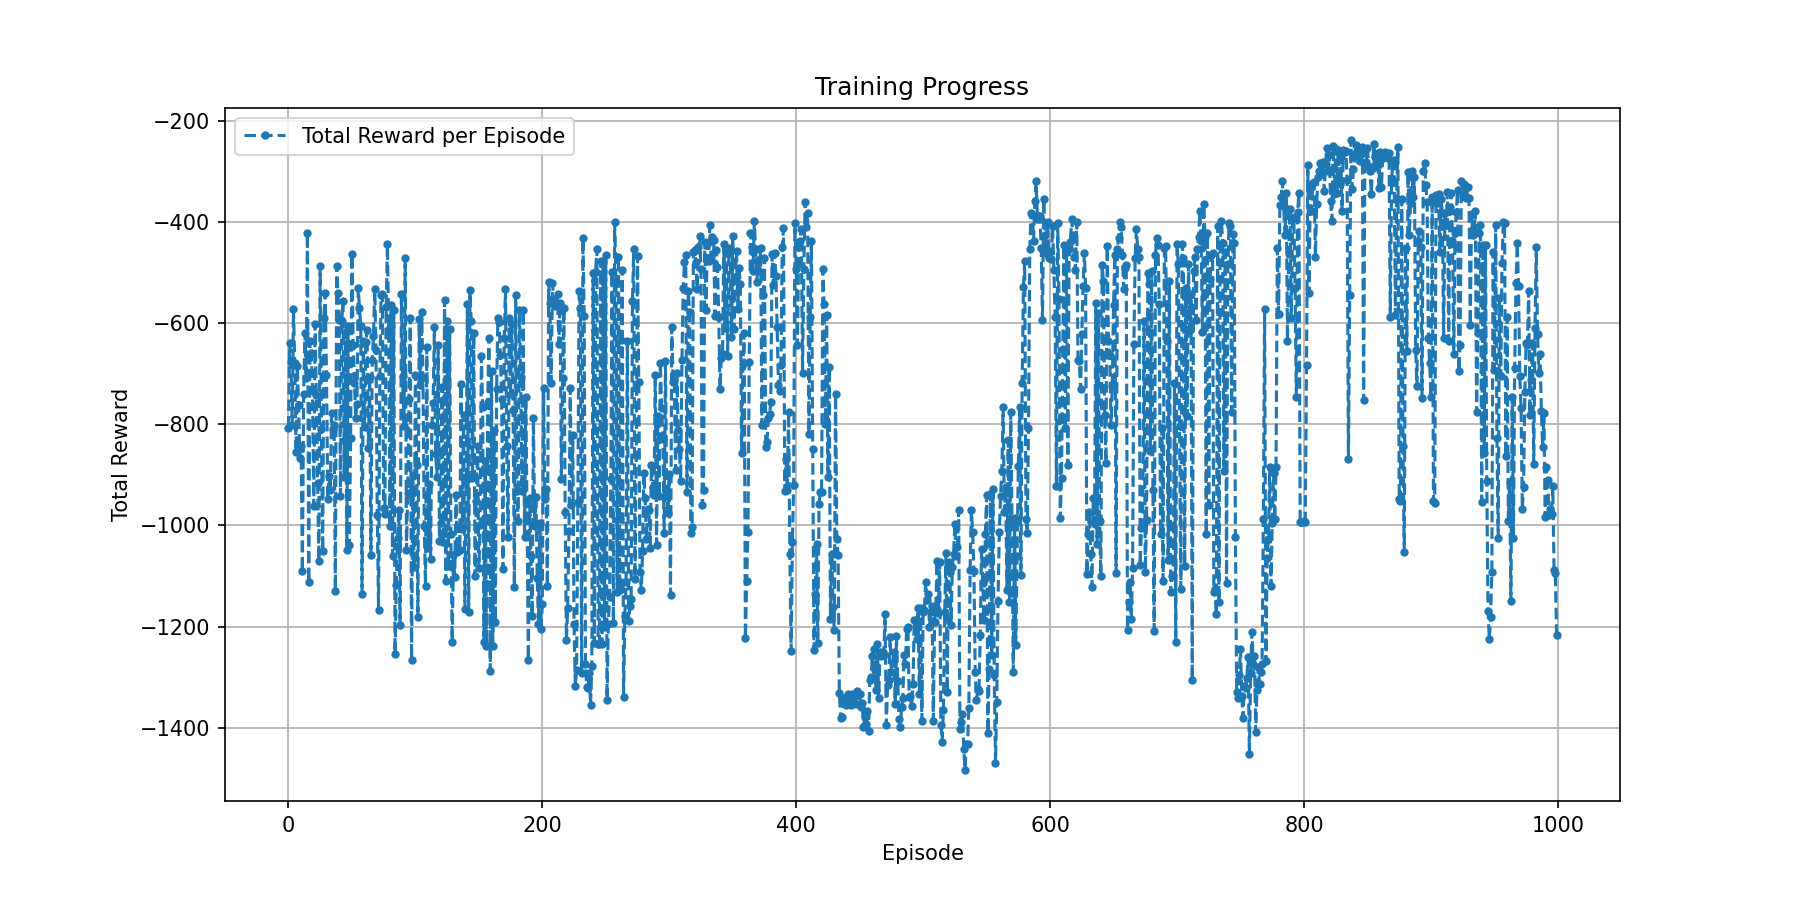 Training Progress
Total Reward per Episode
Total Reward
−200
−400
−600
−800
−1000
−1200
−1400
0 200 400 600 800 1000
Episode